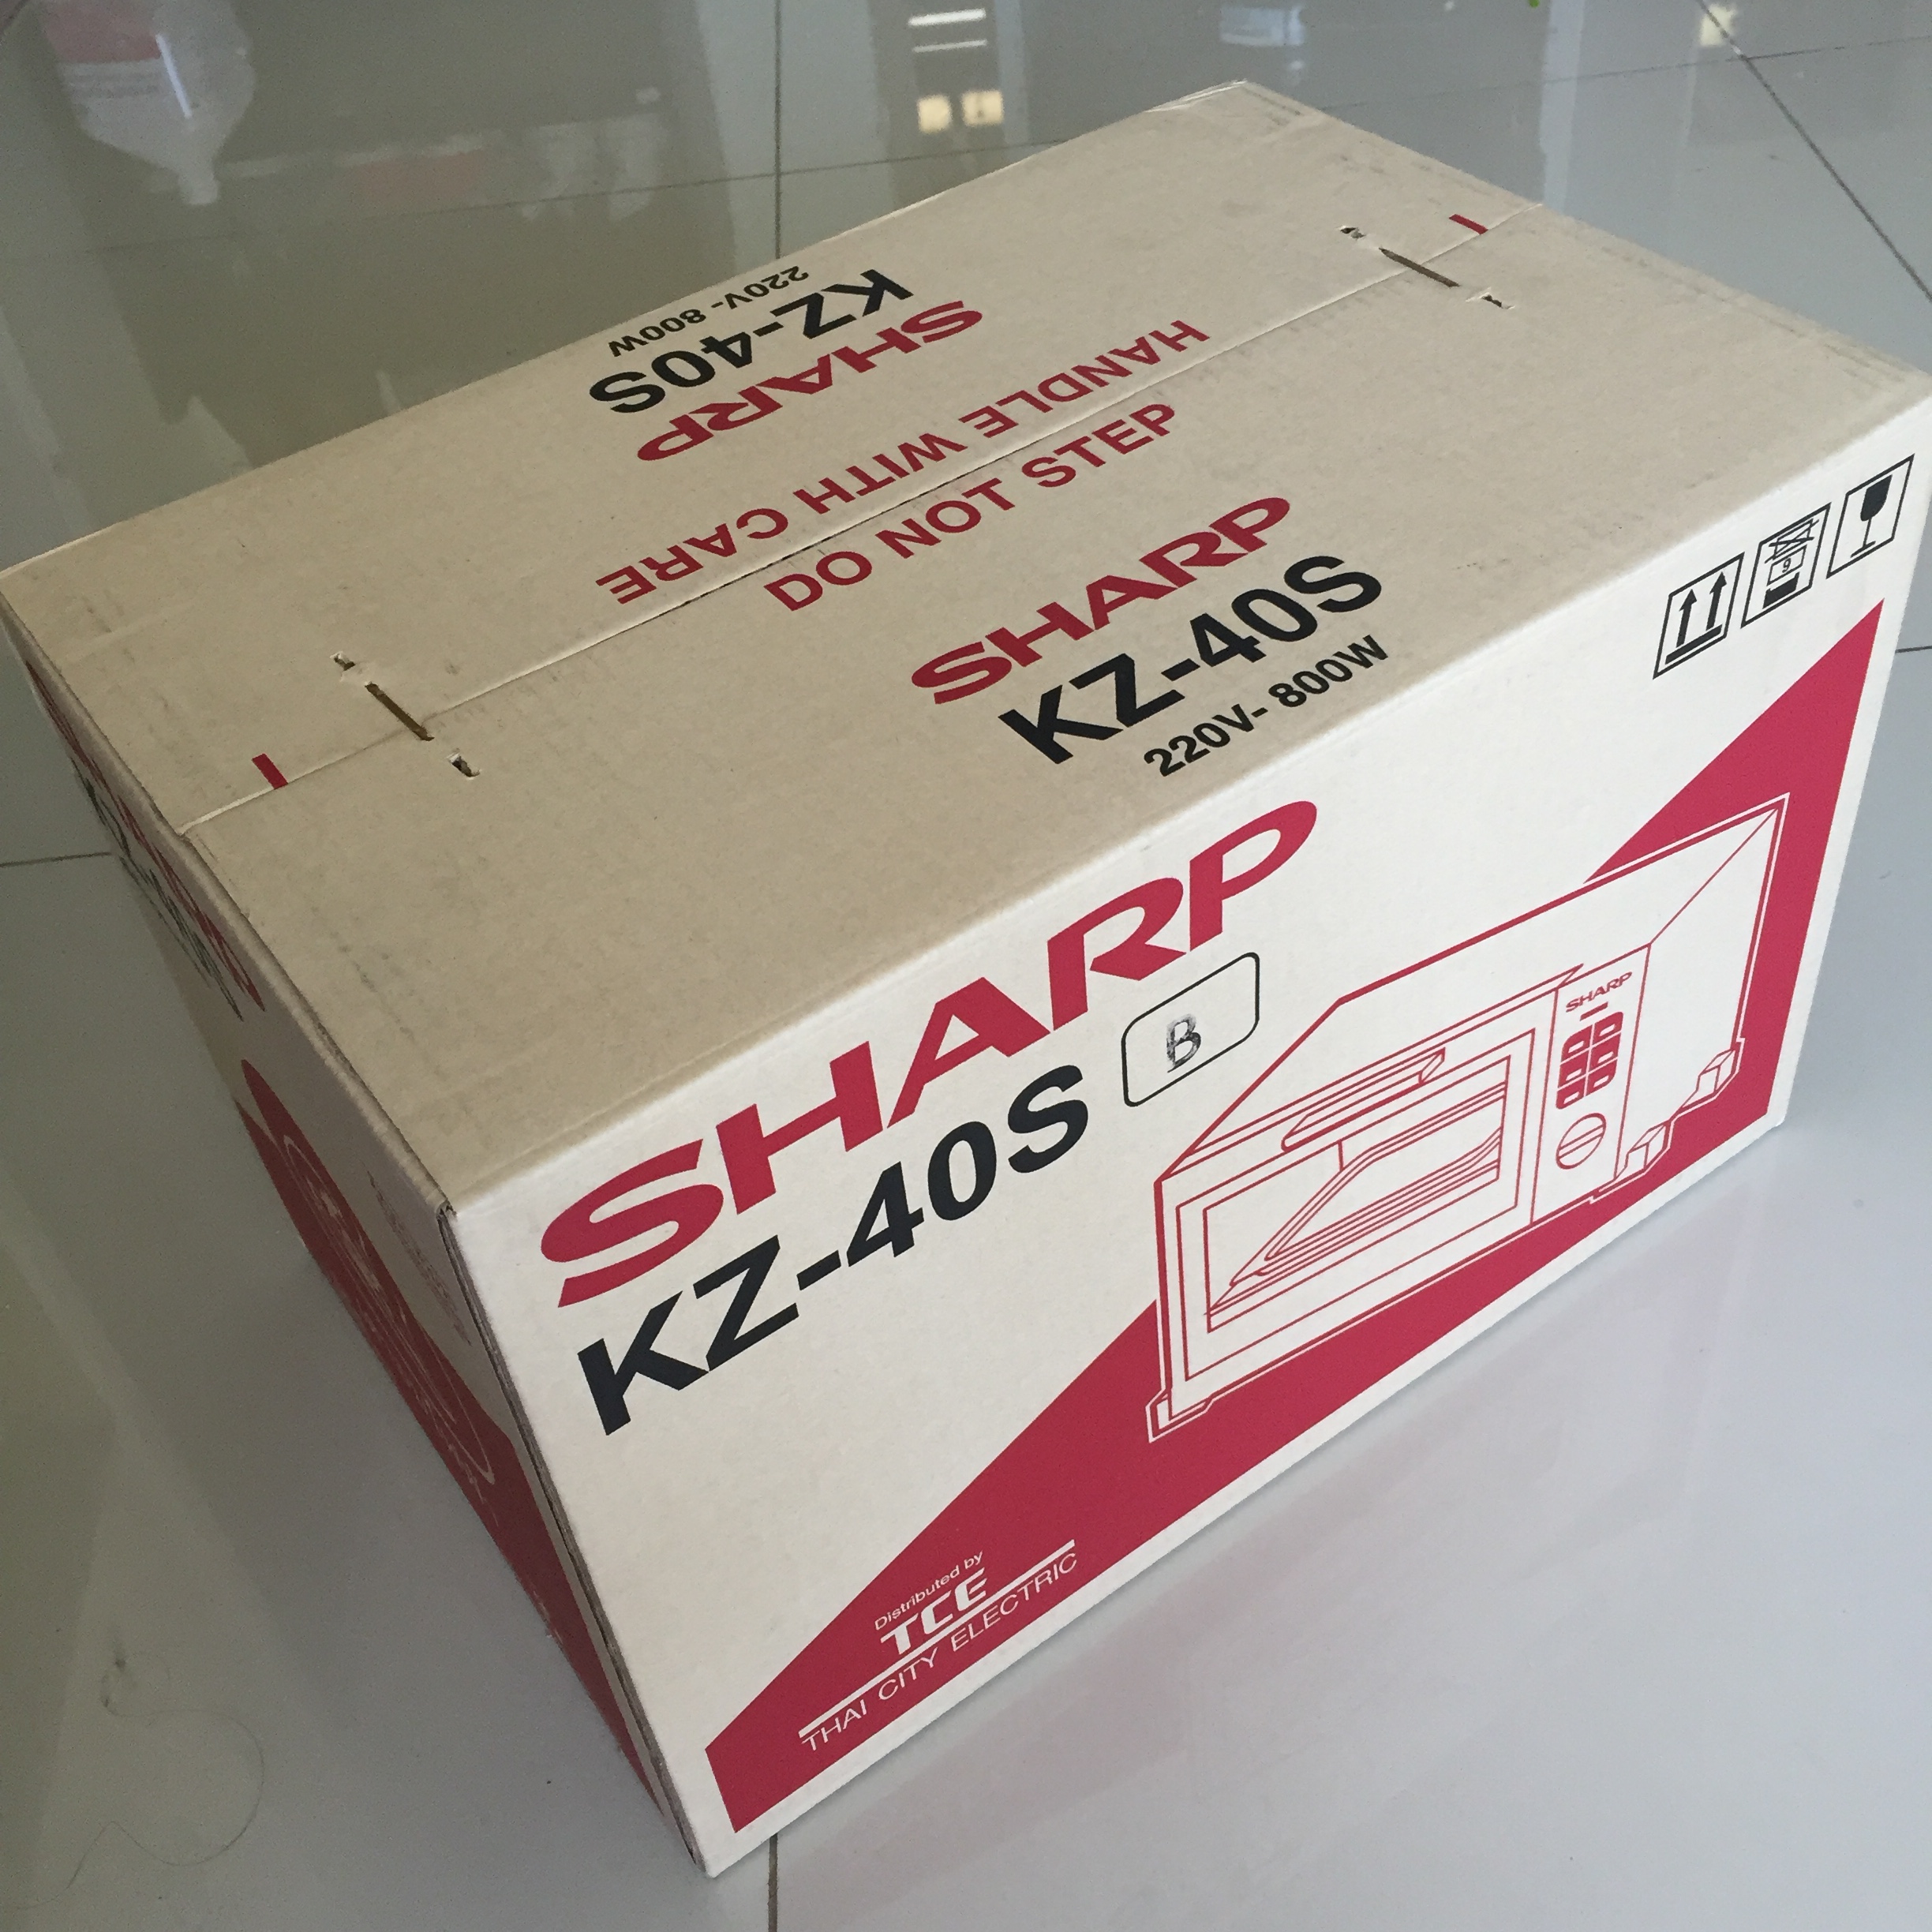 220V- 800W
KZ-40S
SHARP
HANDLE WITH CARE
DO NOT STEP
SHARP
KZ-40S
220V- 800W
SHARP
KZ-40S
B
SHARP
9
Distributed by
TCE
THAI CITY ELECTRIC